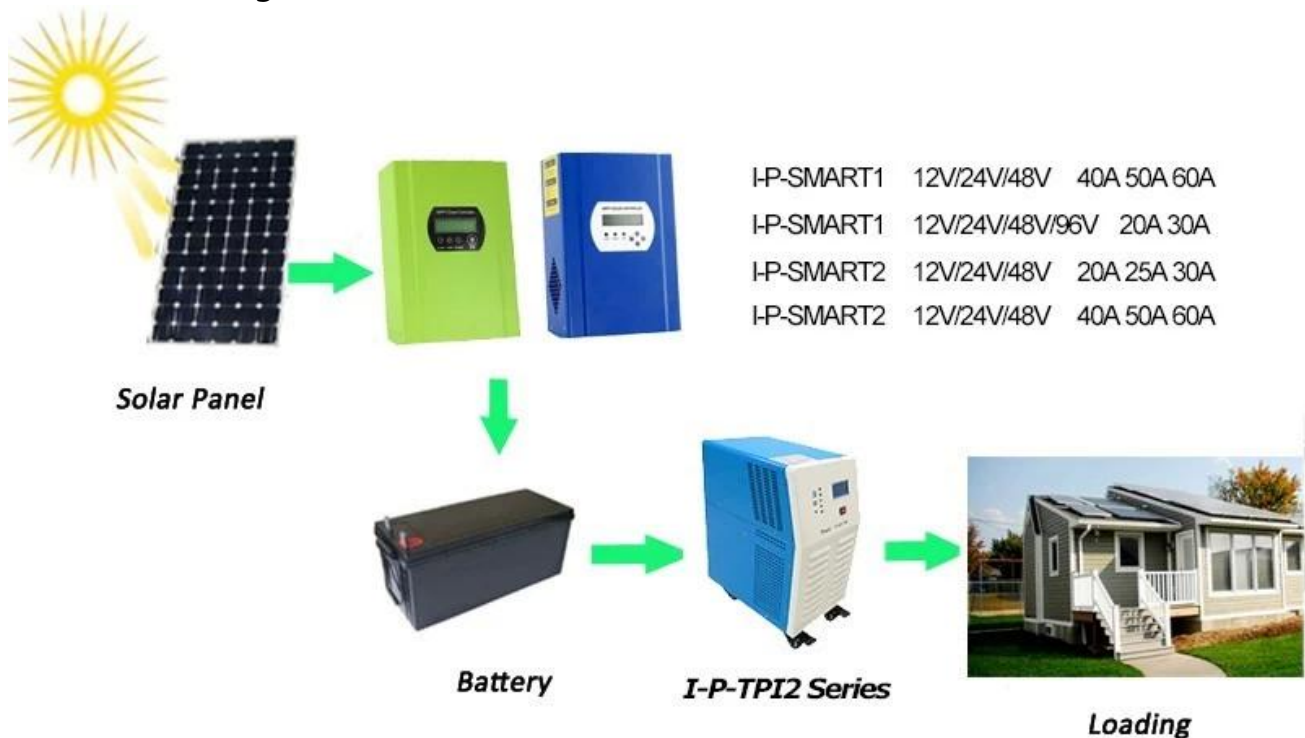 I-P-SMART1 12V/24V/48V 40A 50A 60A
I-P-SMART1 12V/24V/48V/96V 20A 30A
I-P-SMART2 12V/24V/48V 20A 25A 30A
I-P-SMART2 12V/24V/48V 40A 50A 60A
Solar Panel
Battery
I-P-TPI2 Series
Loading